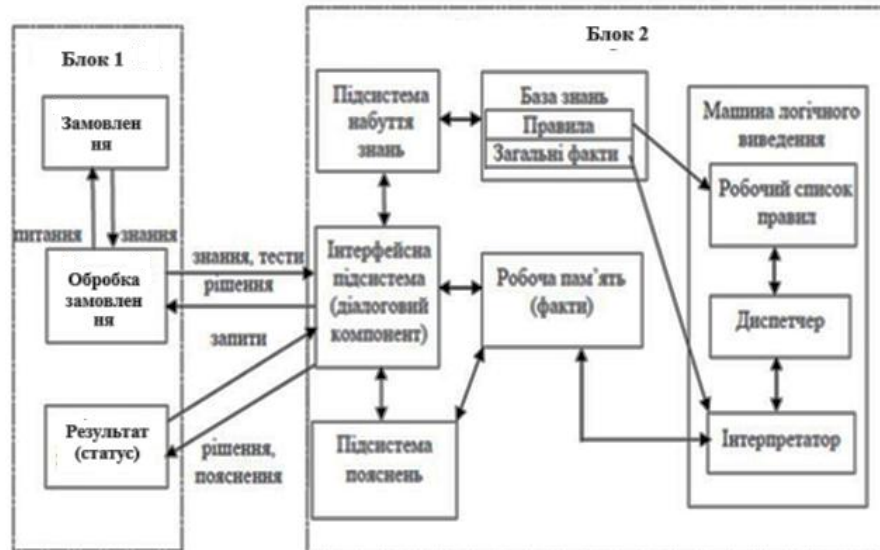 Блок 1
Замовлен
ня
питання
знання
Обробка
замовлен
ня
Результат
(статус)
знання, тести
рішення
запити
рішення,
пояснення
Блок 2
Підсистема
набуття
знань
База знань
Правила
Загальні факти
Інтерфейсна
підсистема
(діалоговий
компонент)
Робоча пам’ять
(факти)
Підсистема
пояснень
Машина логічного
виведення
Робочий список
правил
Диспетчер
Інтерпретатор